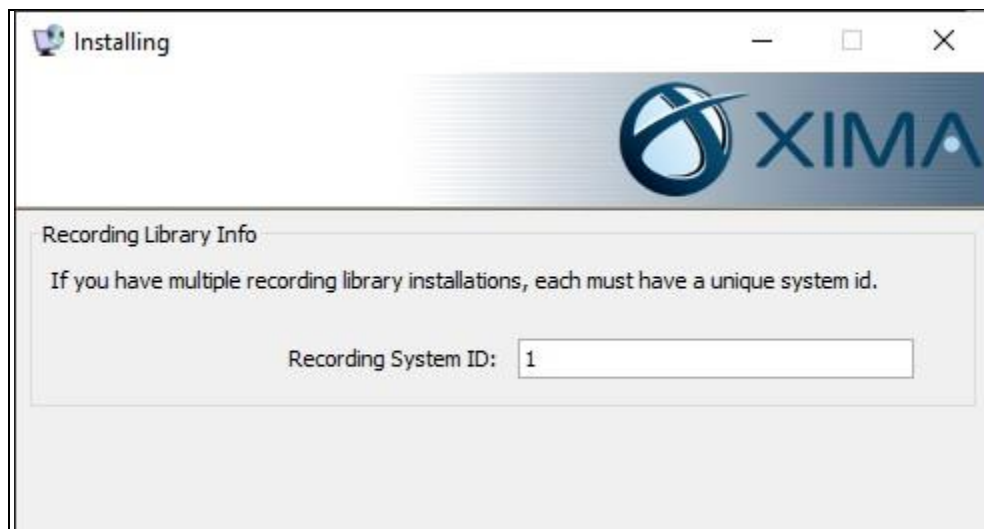 Installing
XIMA
Recording Library Info
If you have multiple recording library installations, each must have a unique system id.
Recording System ID: 1